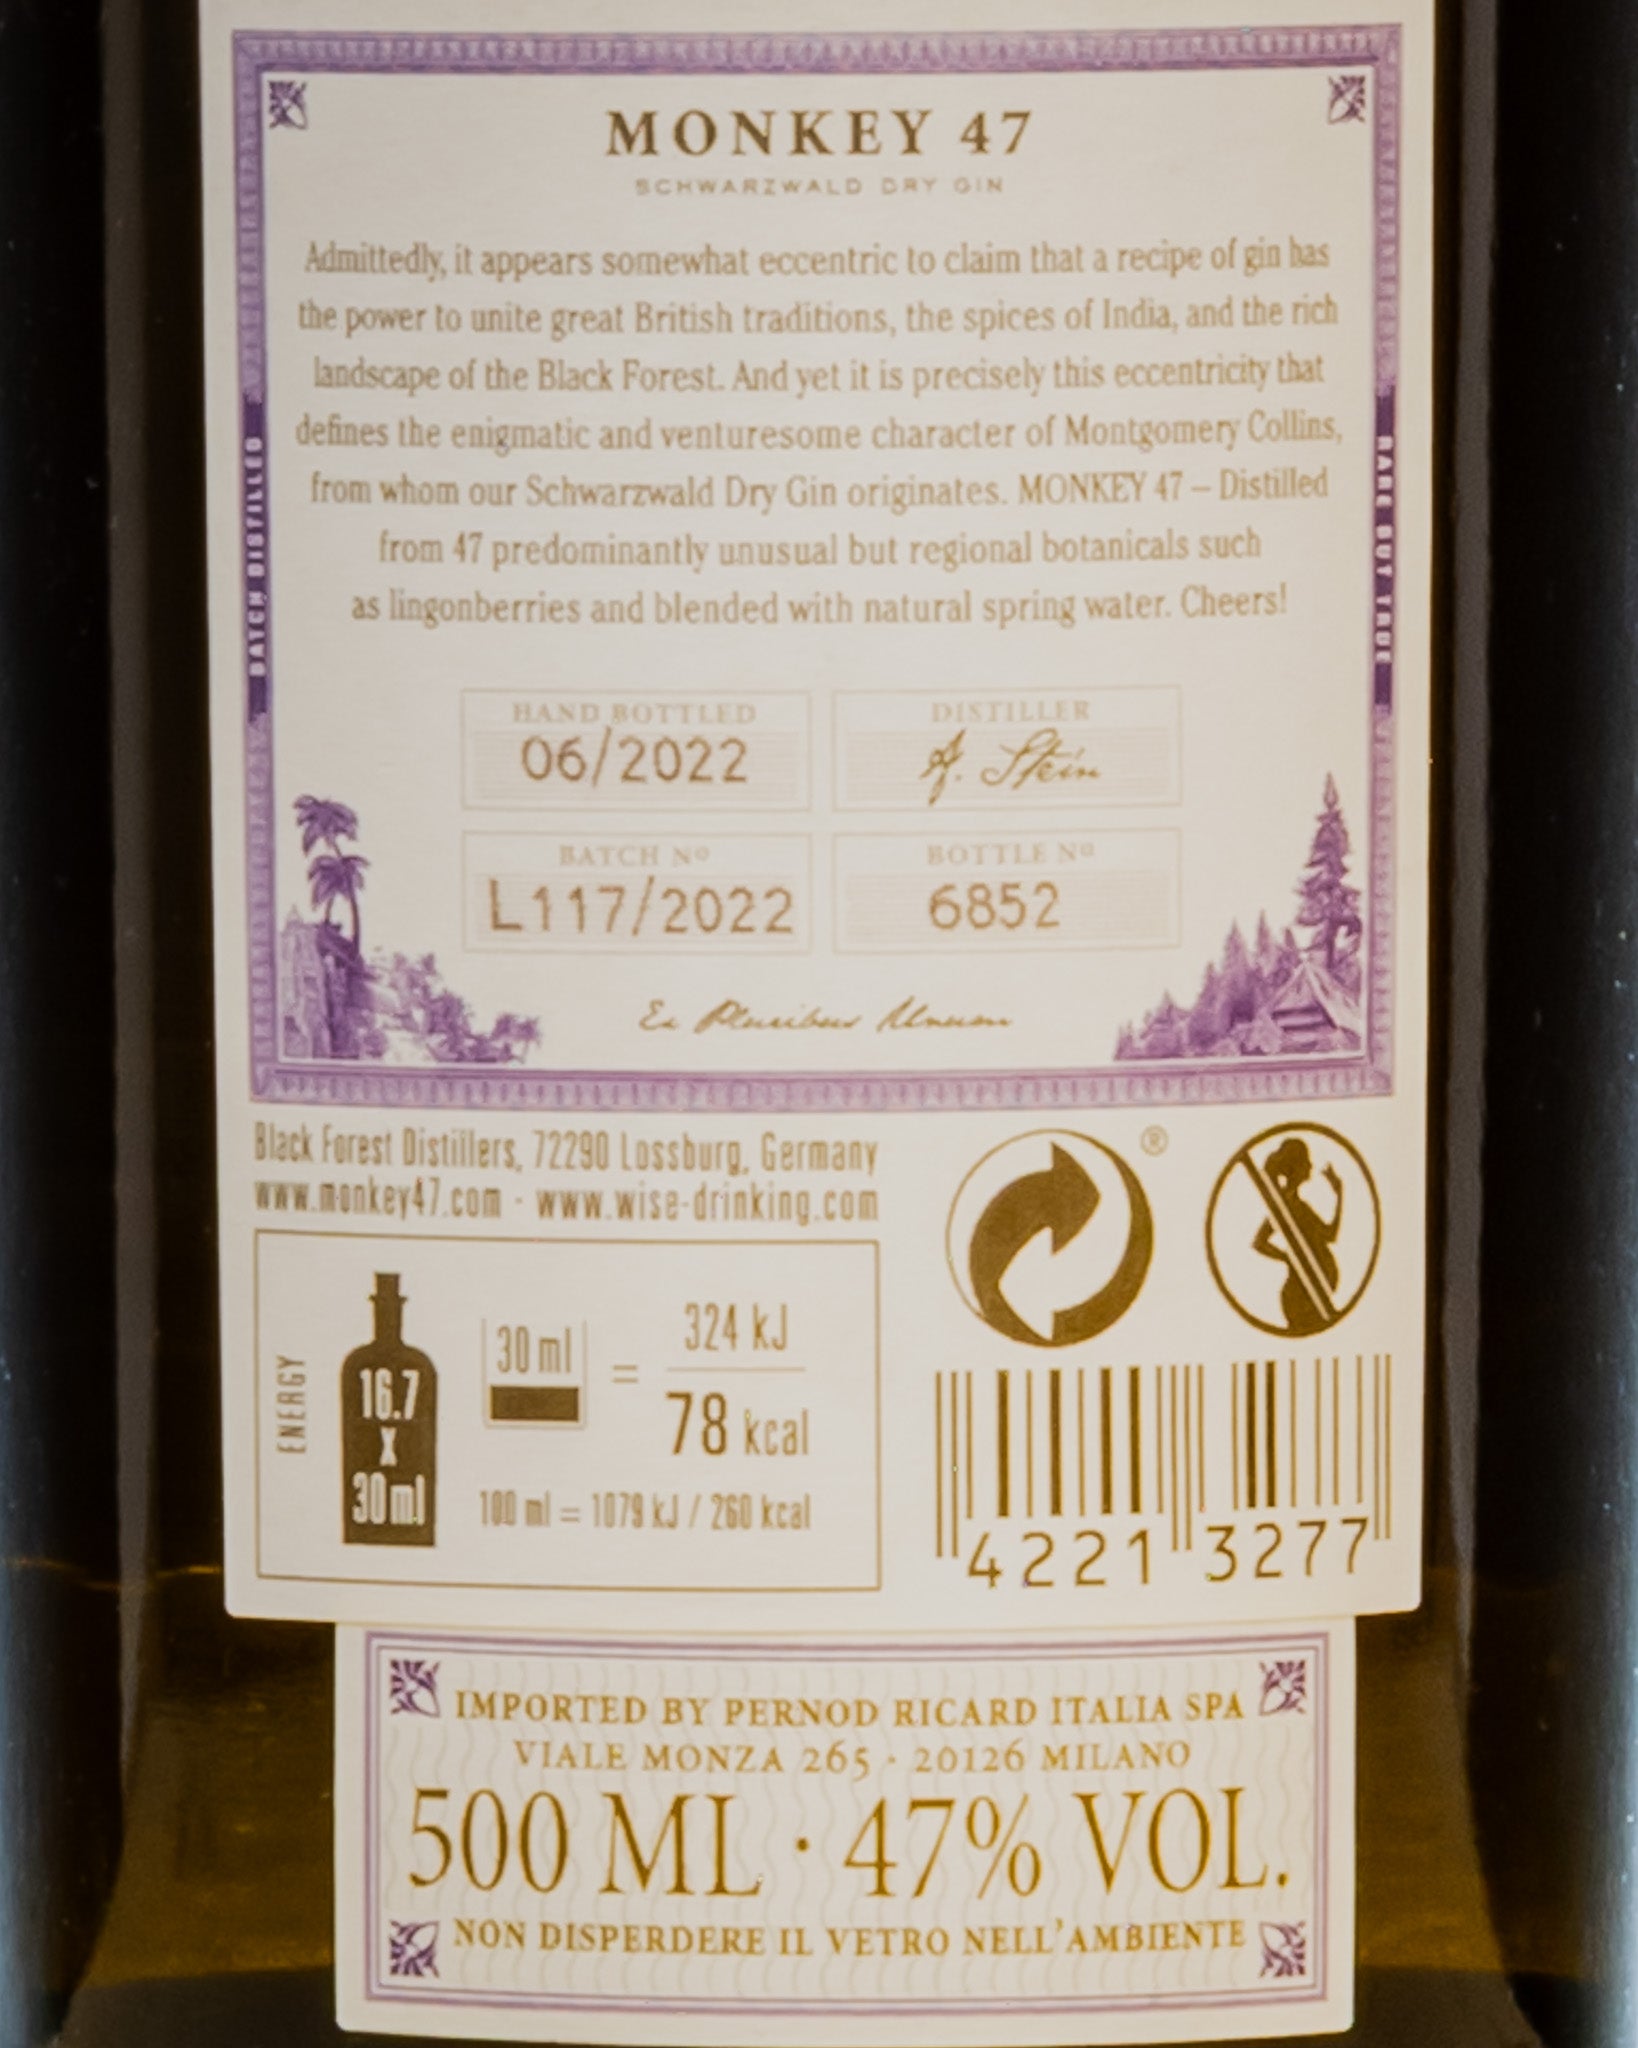 MONKEY 47
SCHWARZWALD DRY GIN
Admittedly, it appears somewhat eccentric to claim that a recipe of gin has
the power to unite great British traditions, the spices of India, and the rich
landscape of the Black Forest. And yet it is precisely this eccentricity that
defines the enigmatic and venturesome character of Montgomery Collins,
from whom our Schwarzwald Dry Gin originates. MONKEY 47 – Distilled
from 47 predominantly unusual but regional botanicals such
as lingonberries and blended with natural spring water. Cheers!
BATCH DISTILLED
RARE BUT TRUE
HAND BOTTLED
06/2022
DISTILLER
A. Stein
BATCH Nº
L117/2022
BOTTLE Nº
6852
Ex Pluribus Unum
Black Forest Distillers, 72290 Lossburg, Germany
www.monkey47.com · www.wise-drinking.com
®
ENERGY
16.7
x
30ml
30 ml
=
324 kJ
78 kcal
100 ml = 1079 kJ / 260 kcal
4221 3277
IMPORTED BY PERNOD RICARD ITALIA SPA
VIALE MONZA 265 · 20126 MILANO
500 ML · 47% VOL.
NON DISPERDERE IL VETRO NELL'AMBIENTE